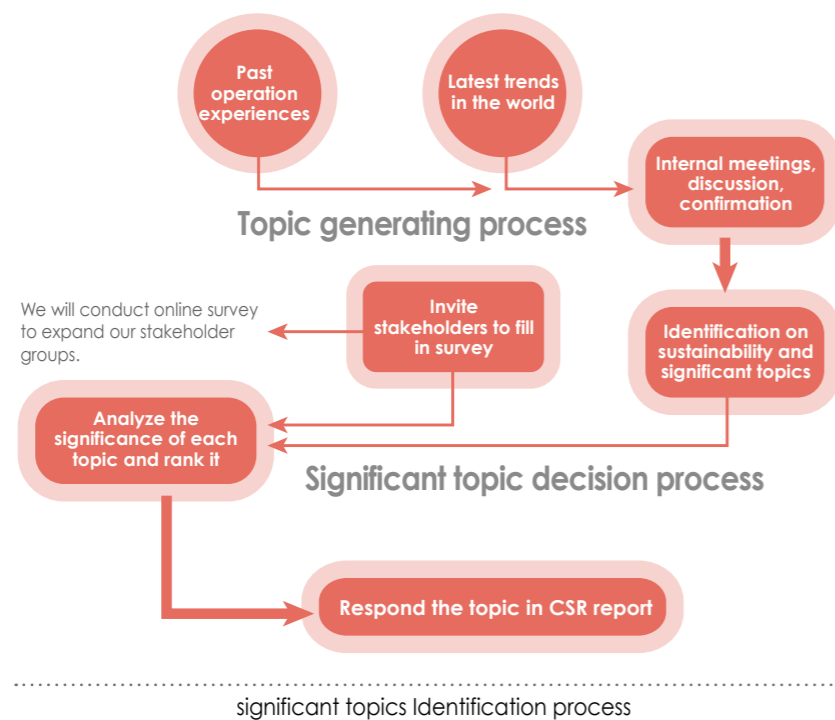 Past
operation
experiences
Latest trends
in the world
Internal meetings,
discussion,
confirmation
Topic generating process
We will conduct online survey
to expand our stakeholder
groups.
Invite
stakeholders to fill
in survey
Identification on
sustainability and
significant topics
Analyze the
significance of each
topic and rank it
Significant topic decision process
Respond the topic in CSR report
significant topics Identification process